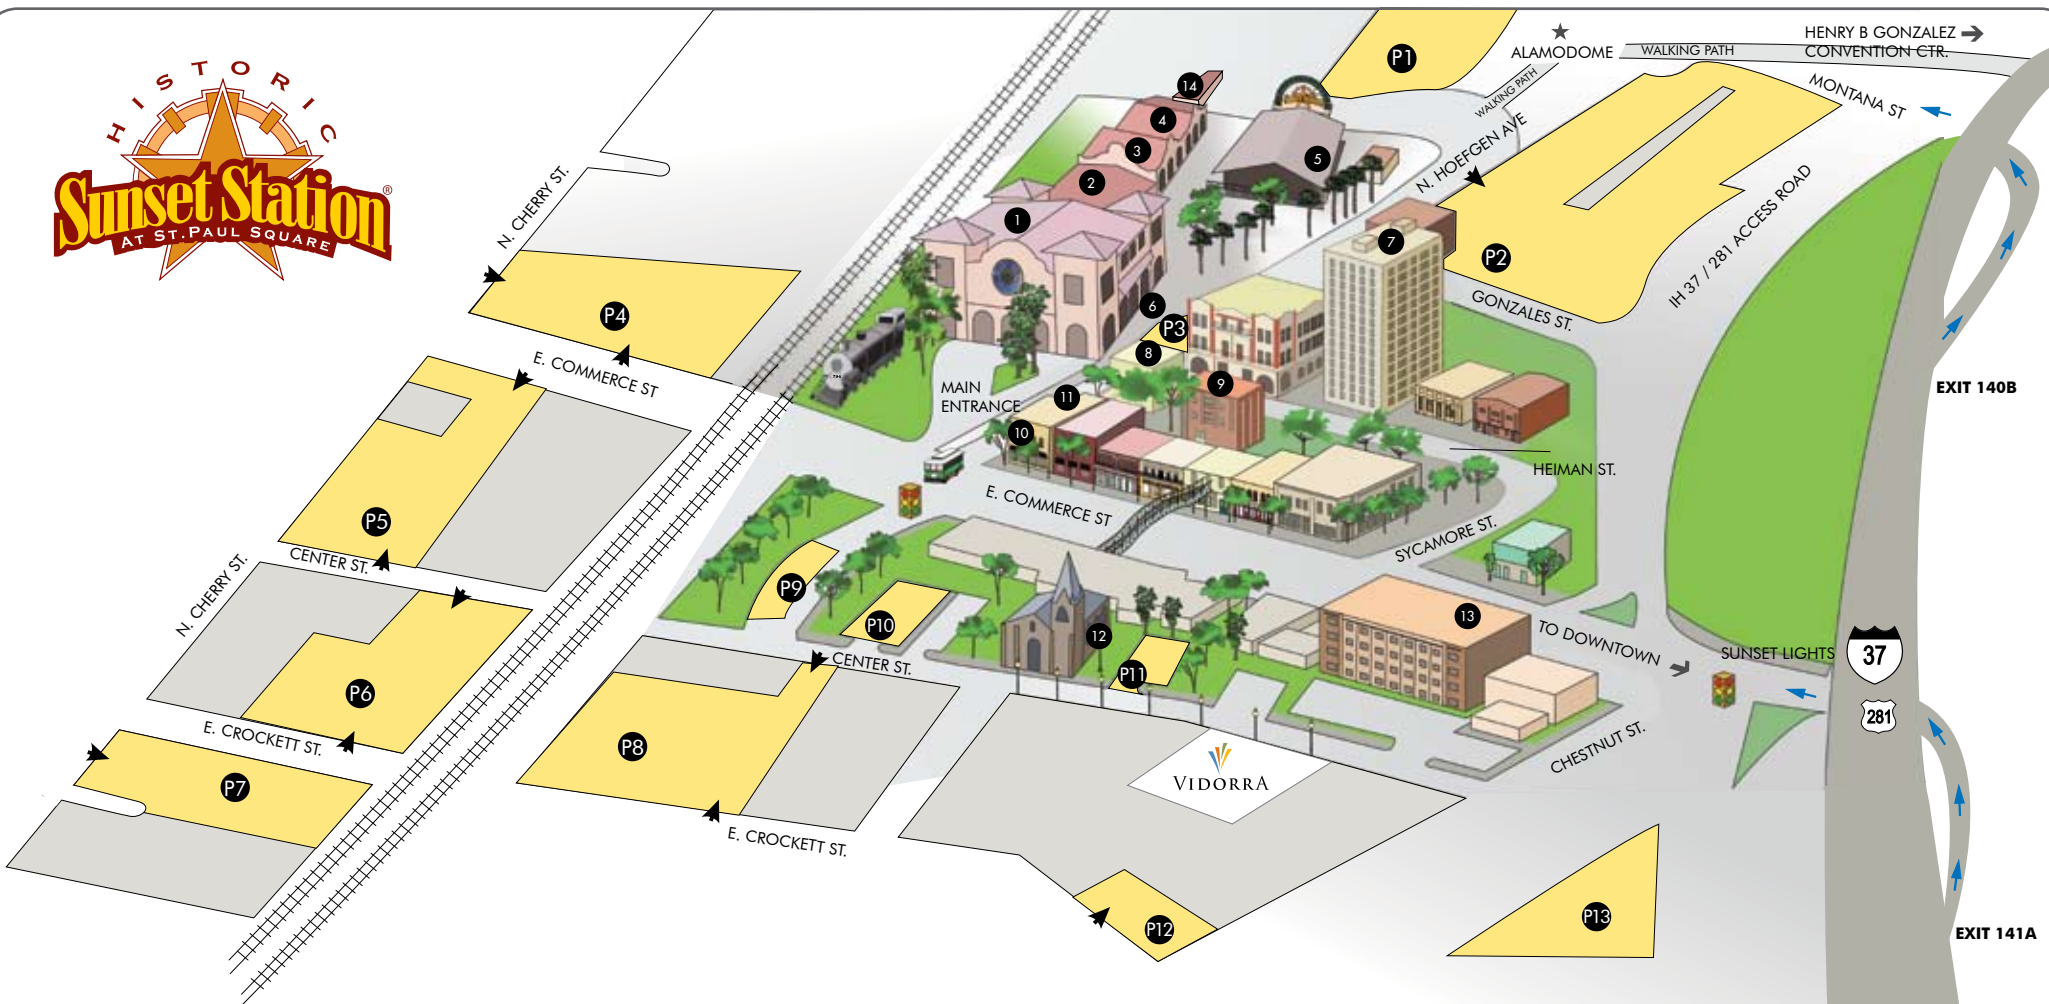 HISTORIC
Sunset Station®
AT ST. PAUL SQUARE
P1
ALAMODOME
WALKING PATH
HENRY B GONZALEZ
CONVENTION CTR.
WALKING PATH
MONTANA ST
N. HOEFGEN AVE
14
4
3
2
1
5
7
P2
IH 37 / 281 ACCESS ROAD
GONZALES ST.
N. CHERRY ST.
P4
E. COMMERCE ST
6
P3
8
9
11
10
MAIN
ENTRANCE
EXIT 140B
HEIMAN ST.
E. COMMERCE ST
SYCAMORE ST.
P5
CENTER ST.
N. CHERRY ST.
P9
P10
12
P11
13
TO DOWNTOWN
SUNSET LIGHTS
37
281
CENTER ST.
P6
E. CROCKETT ST.
P7
P8
E. CROCKETT ST.
VIDORRA
CHESTNUT ST.
P12
P13
EXIT 141A